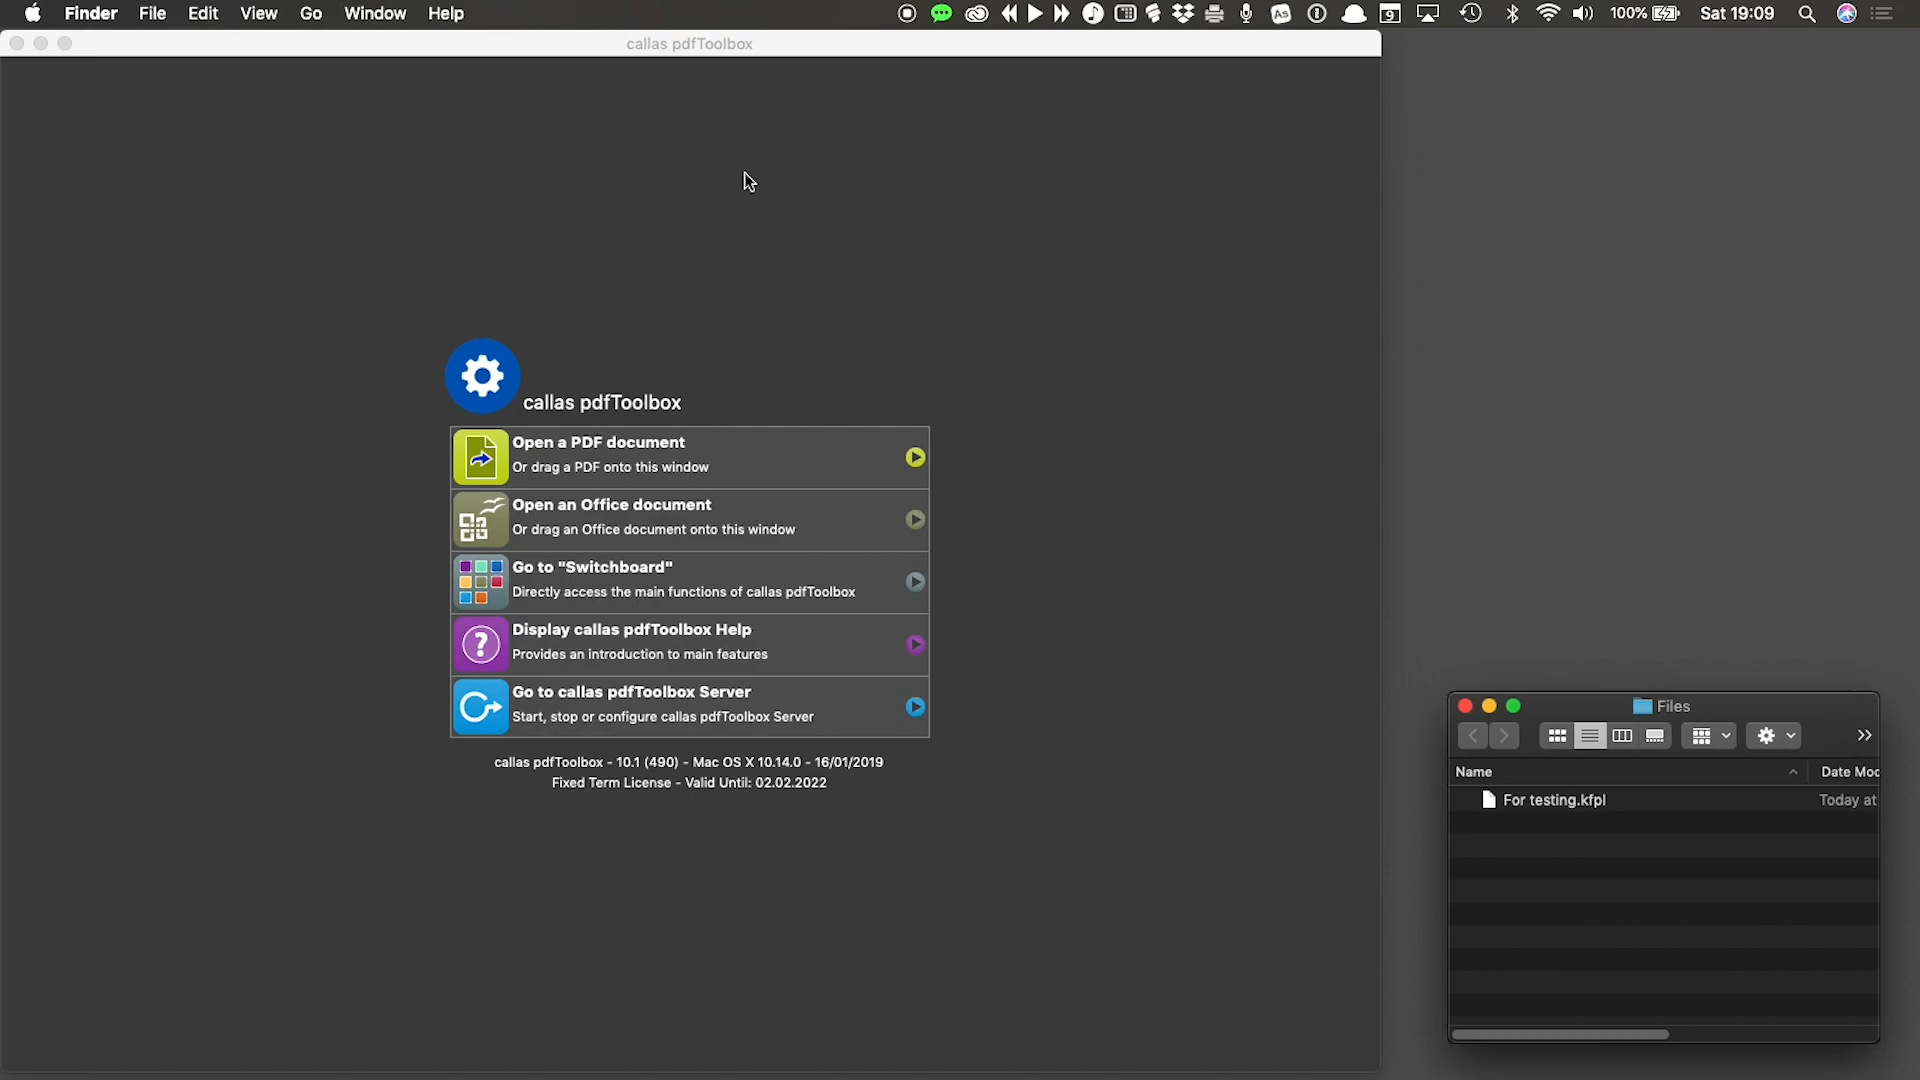 Finder File Edit View Go Window Help
As 9 100% Sat 19:09
callas pdfToolbox
callas pdfToolbox
Open a PDF document
Or drag a PDF onto this window
Open an Office document
Or drag an Office document onto this window
Go to "Switchboard"
Directly access the main functions of callas pdfToolbox
Display callas pdfToolbox Help
Provides an introduction to main features
Go to callas pdfToolbox Server
Start, stop or configure callas pdfToolbox Server
callas pdfToolbox - 10.1 (490) - Mac OS X 10.14.0 - 16/01/2019
Fixed Term License - Valid Until: 02.02.2022
Files
Name Date Mod
For testing.kfpl Today at